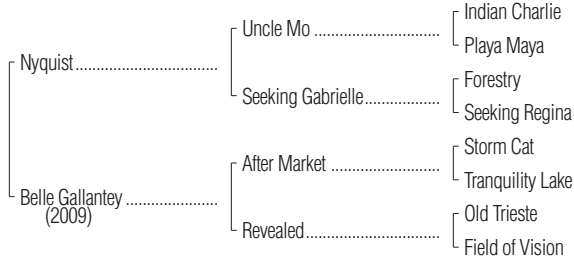 Indian Charlie
Uncle Mo ................................
Playa Maya
Nyquist..................................
Forestry
Seeking Gabrielle...................
Seeking Regina
Storm Cat
After Market ...........................
Tranquility Lake
Belle Gallantey .......................
(2009)
Old Trieste
Revealed.................................
Field of Vision